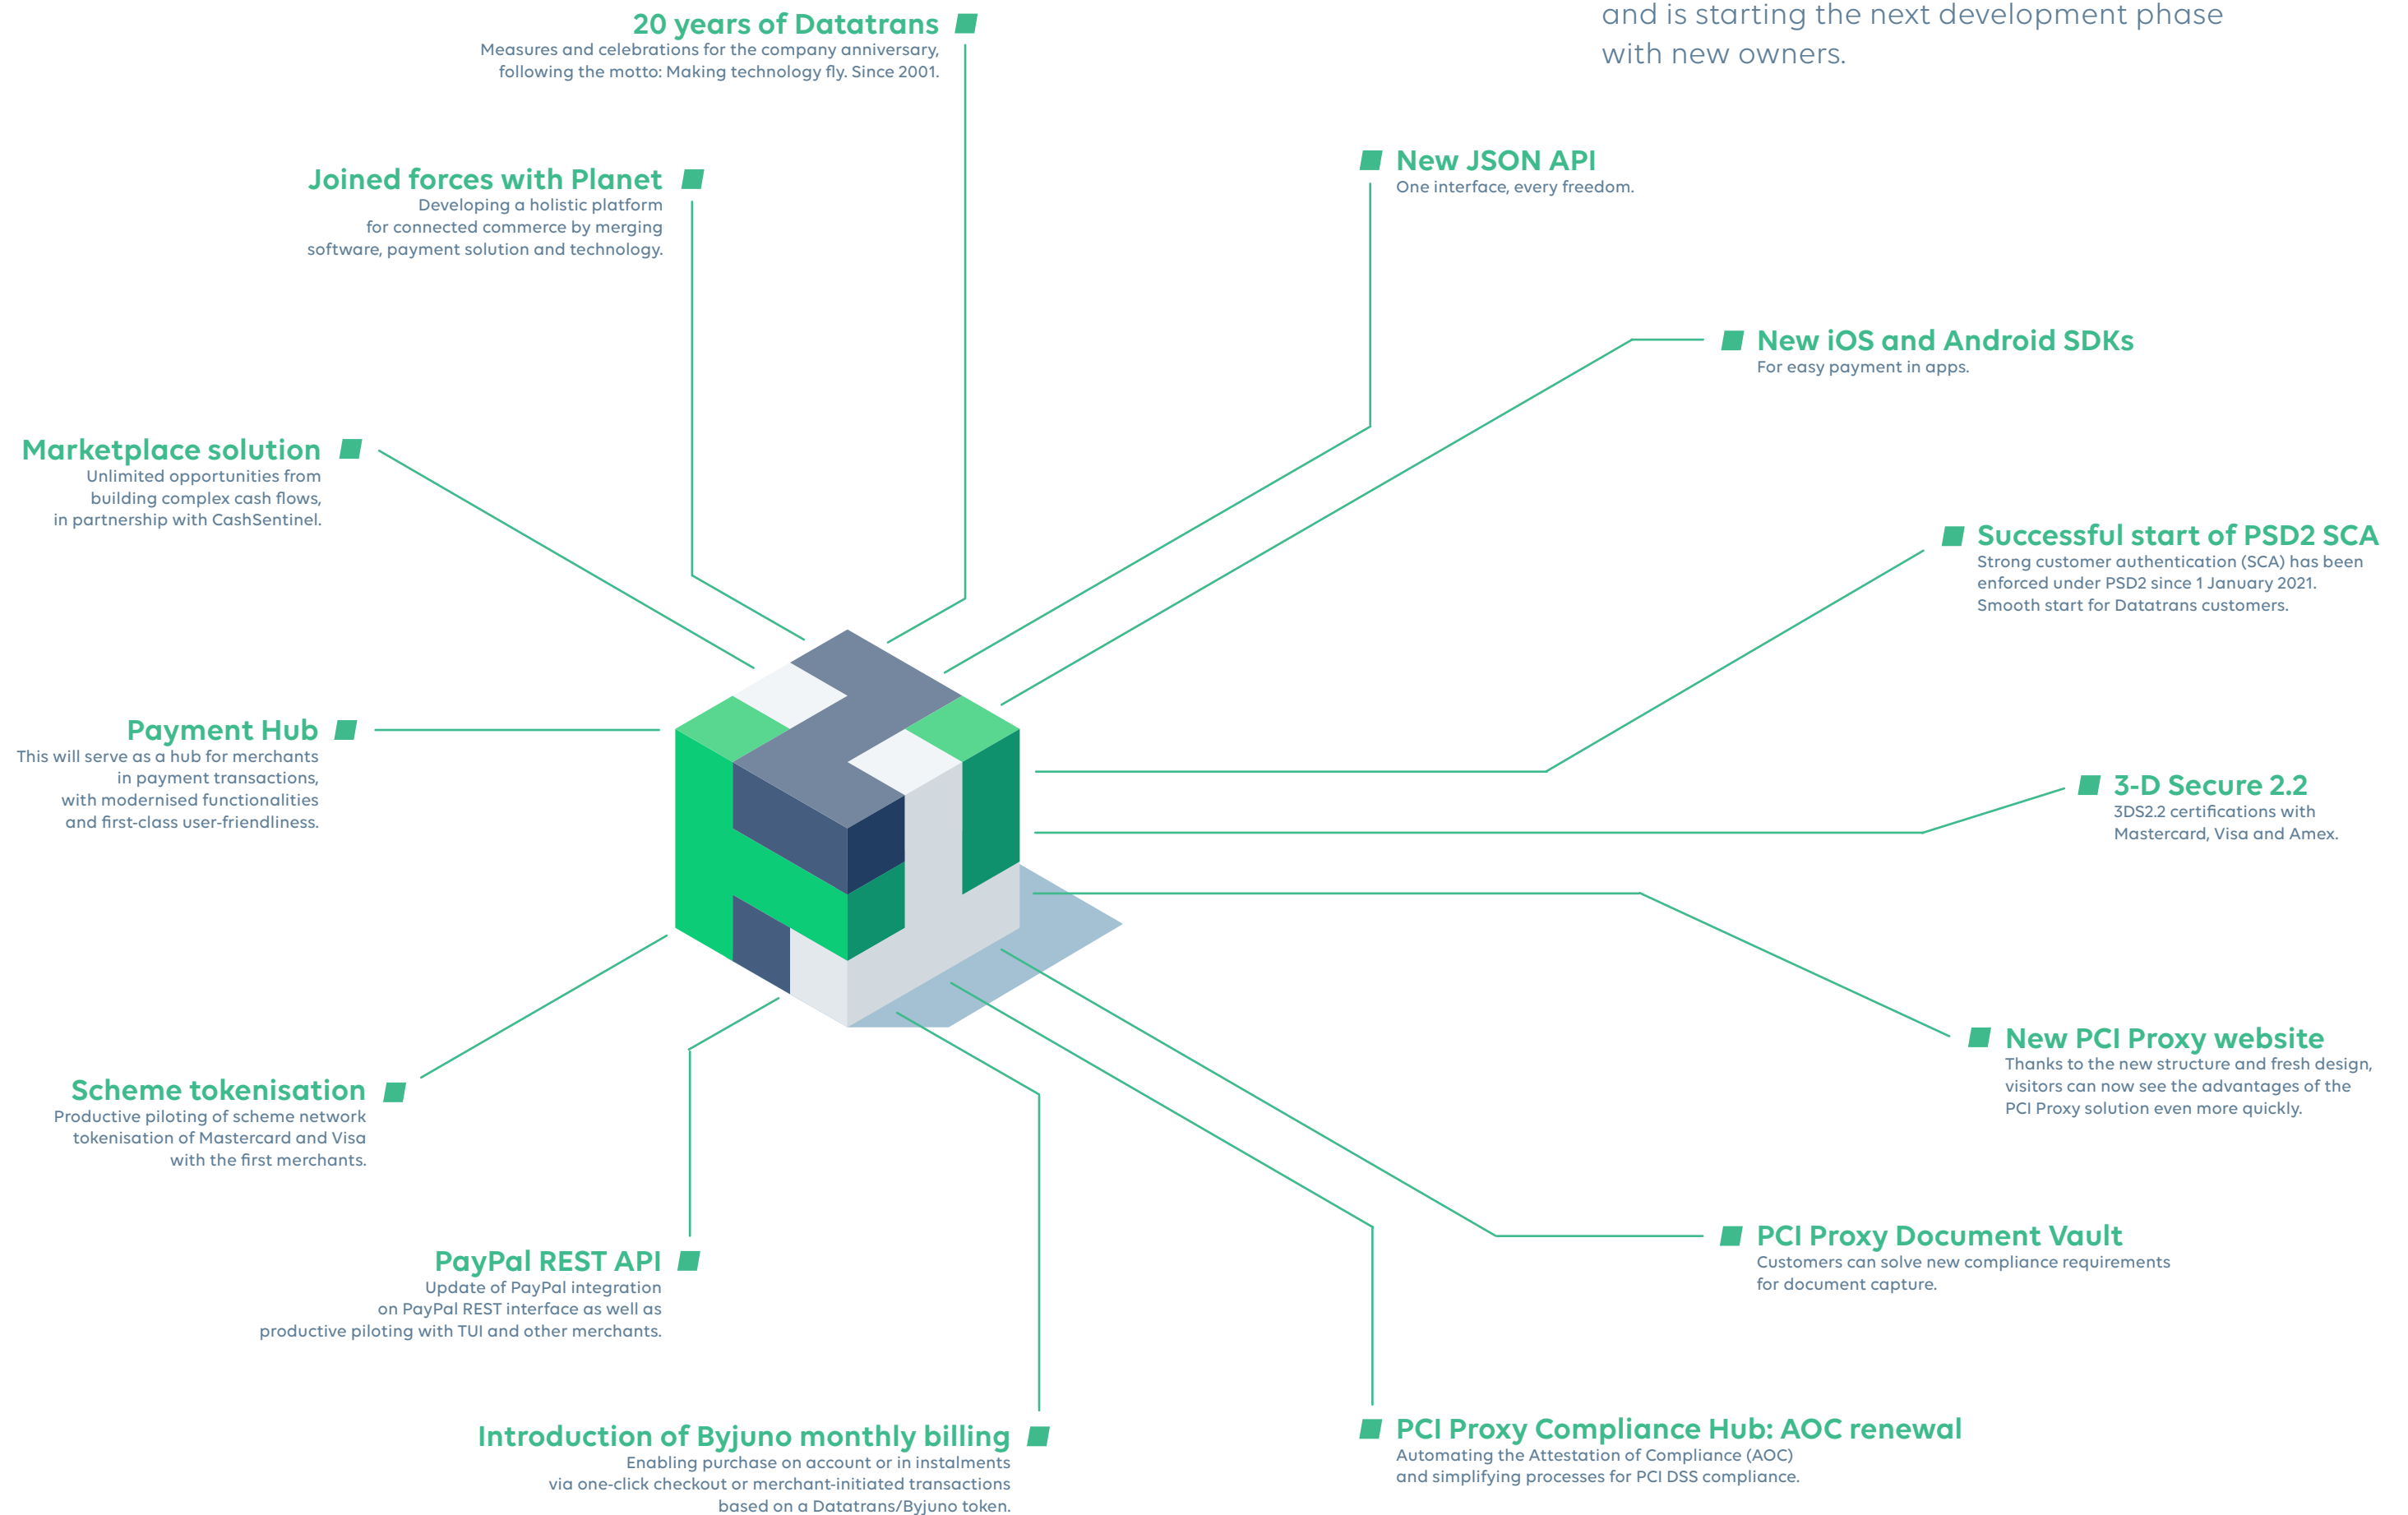 and is starting the next development phase
with new owners.
20 years of Datatrans
Measures and celebrations for the company anniversary,
following the motto: Making technology fly. Since 2001.
Joined forces with Planet
Developing a holistic platform
for connected commerce by merging
software, payment solution and technology.
Marketplace solution
Unlimited opportunities from
building complex cash flows,
in partnership with CashSentinel.
Payment Hub
This will serve as a hub for merchants
in payment transactions,
with modernised functionalities
and first-class user-friendliness.
Scheme tokenisation
Productive piloting of scheme network
tokenisation of Mastercard and Visa
with the first merchants.
PayPal REST API
Update of PayPal integration
on PayPal REST interface as well as
productive piloting with TUI and other merchants.
Introduction of Byjuno monthly billing
Enabling purchase on account or in instalments
via one-click checkout or merchant-initiated transactions
based on a Datatrans/Byjuno token.
New JSON API
One interface, every freedom.
New iOS and Android SDKs
For easy payment in apps.
Successful start of PSD2 SCA
Strong customer authentication (SCA) has been
enforced under PSD2 since 1 January 2021.
Smooth start for Datatrans customers.
3-D Secure 2.2
3DS2.2 certifications with
Mastercard, Visa and Amex.
New PCI Proxy website
Thanks to the new structure and fresh design,
visitors can now see the advantages of the
PCI Proxy solution even more quickly.
PCI Proxy Document Vault
Customers can solve new compliance requirements
for document capture.
PCI Proxy Compliance Hub: AOC renewal
Automating the Attestation of Compliance (AOC)
and simplifying processes for PCI DSS compliance.